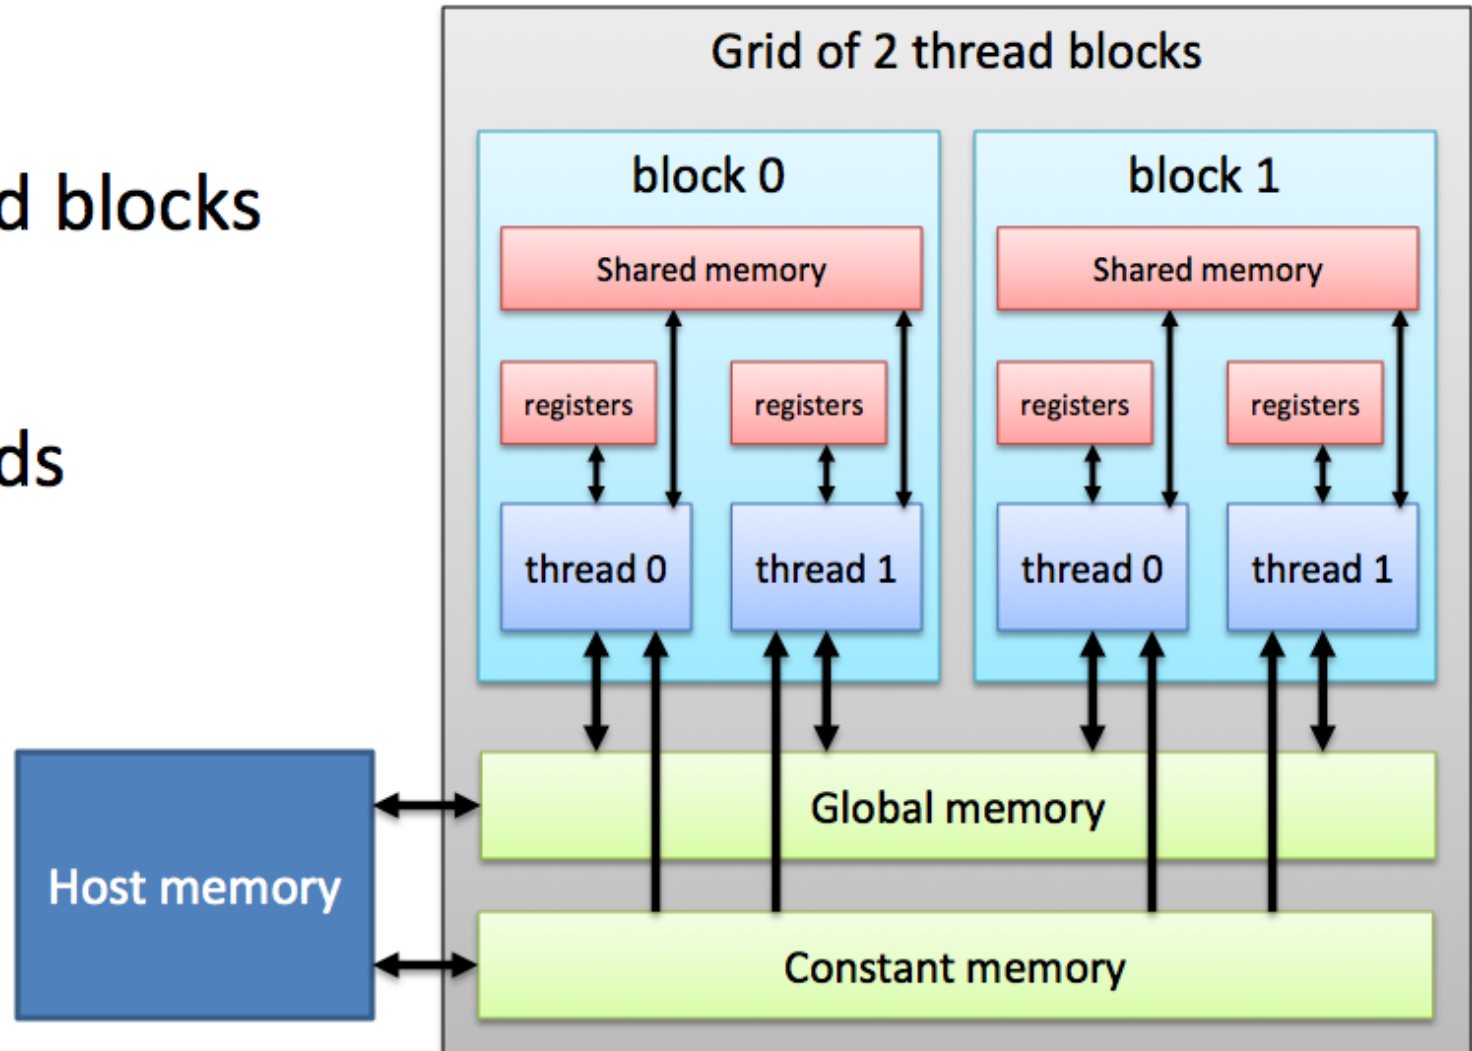 Grid of 2 thread blocks
d blocks
ds
block 0
Shared memory
registers
registers
thread 0
thread 1
block 1
Shared memory
registers
registers
thread 0
thread 1
Host memory
Global memory
Constant memory